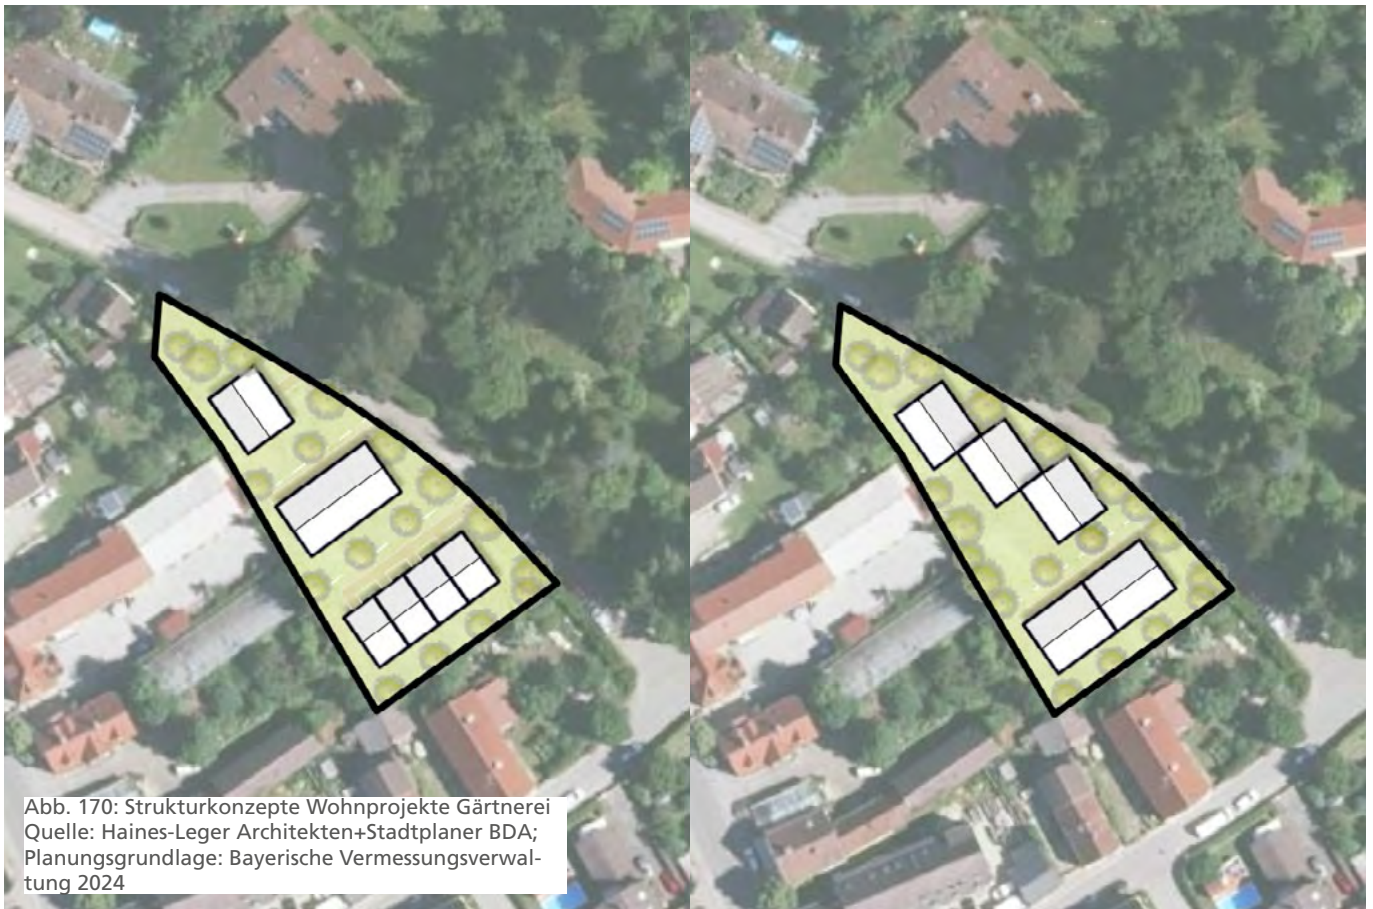 Abb. 170: Strukturkonzepte Wohnprojekte Gärtnerei
Quelle: Haines-Leger Architekten+Stadtplaner BDA;
Planungsgrundlage: Bayerische Vermessungsverwal-
tung 2024